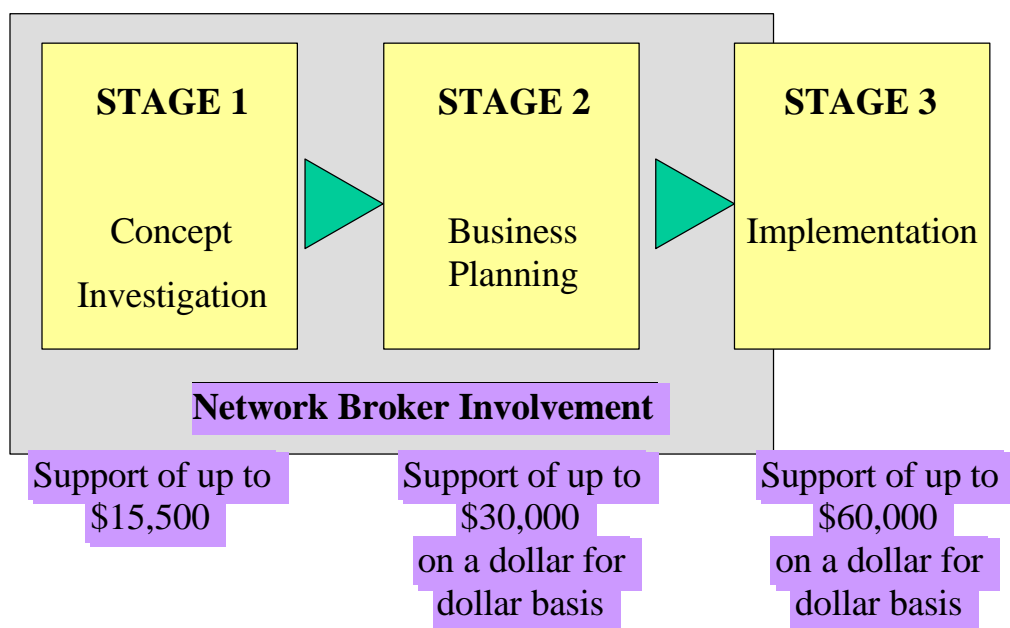 STAGE 1
Concept
Investigation
STAGE 2
Business
Planning
STAGE 3
Implementation
Network Broker Involvement
Support of up to
$15,500
Support of up to
$30,000
on a dollar for
dollar basis
Support of up to
$60,000
on a dollar for
dollar basis